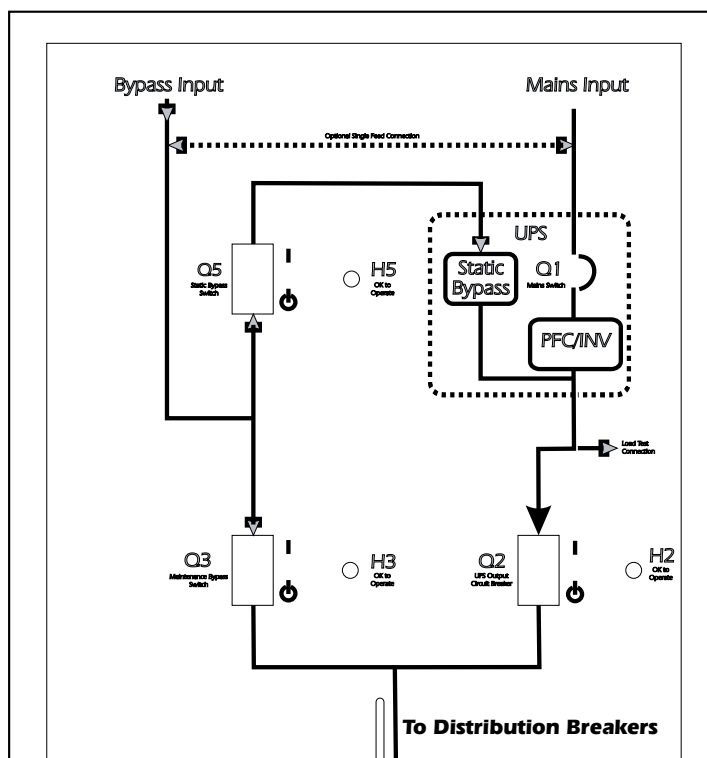 Bypass Input
Mains Input
Optional Single Feed Connection
UPS
Q5
Static Bypass
Switch
H5
OK to
Operate
Static
Bypass
Q1
Mains Switch
PFC/INV
Load Test
Connection
Q3
Maintenance Bypass
Switch
H3
OK to
Operate
Q2
UPS Output
Circuit Breaker
H2
OK to
Operate
To Distribution Breakers